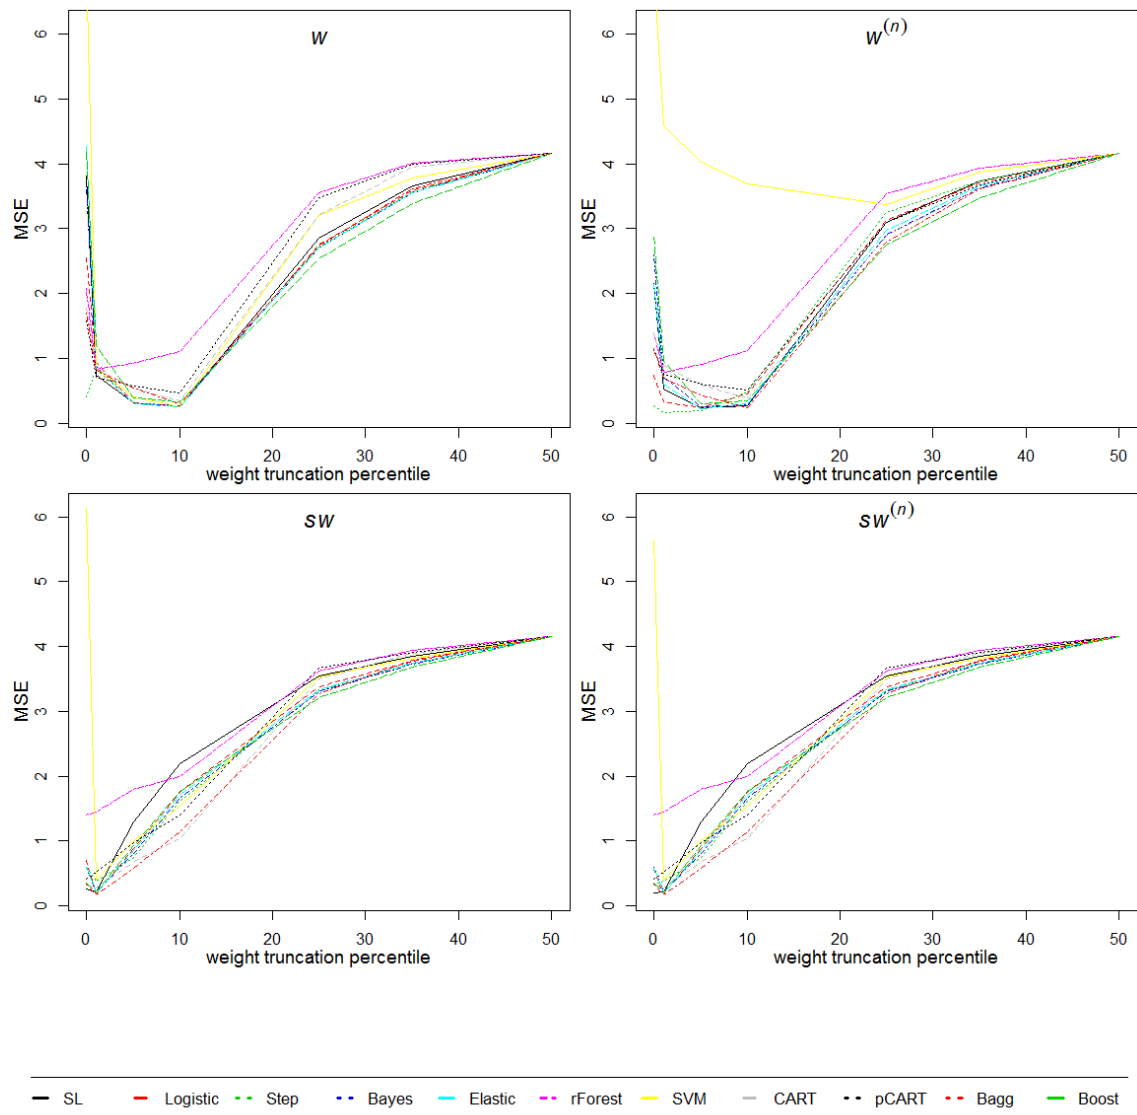 w
MSE
0 1 2 3 4 5 6
0 10 20 30 40 50
weight truncation percentile
w(n)
MSE
0 1 2 3 4 5 6
0 10 20 30 40 50
weight truncation percentile
sw
MSE
0 1 2 3 4 5 6
0 10 20 30 40 50
weight truncation percentile
sw(n)
MSE
0 1 2 3 4 5 6
0 10 20 30 40 50
weight truncation percentile
SL Logistic Step Bayes Elastic rForest SVM CART pCART Bagg Boost